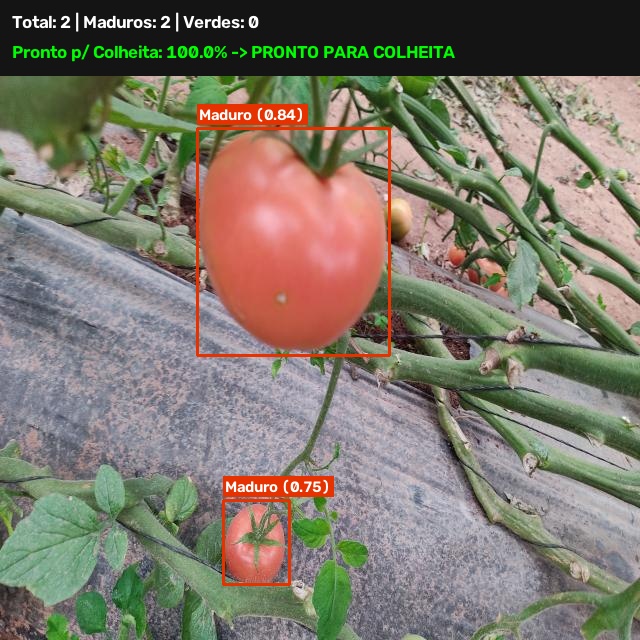 Total: 2 | Maduros: 2 | Verdes: 0
Pronto p/ Colheita: 100.0% -> PRONTO PARA COLHEITA
Maduro (0.84)
Maduro (0.75)